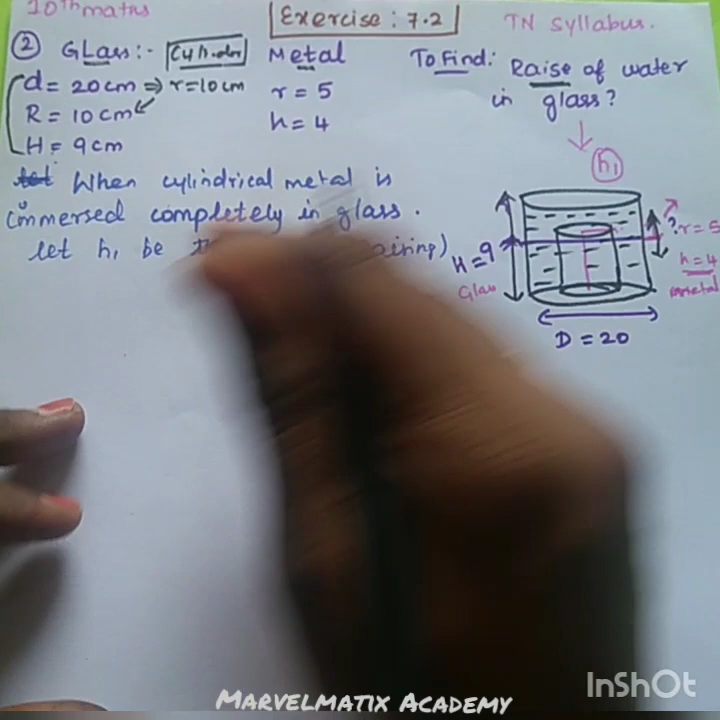 10th maths
Exercise : 7.2
TN Syllabus.
② GLass :- Cylinder Metal
d = 20cm ⇒ r=10cm r = 5
R = 10cm h = 4
H = 9cm
To Find: Raise of water
in glass?
h₁
When cylindrical metal is
immersed completely in glass.
let h₁ be
H = 9
Glass
? r = 5
h = 4
metal
D = 20
InShOt
MARVELMATIX ACADEMY